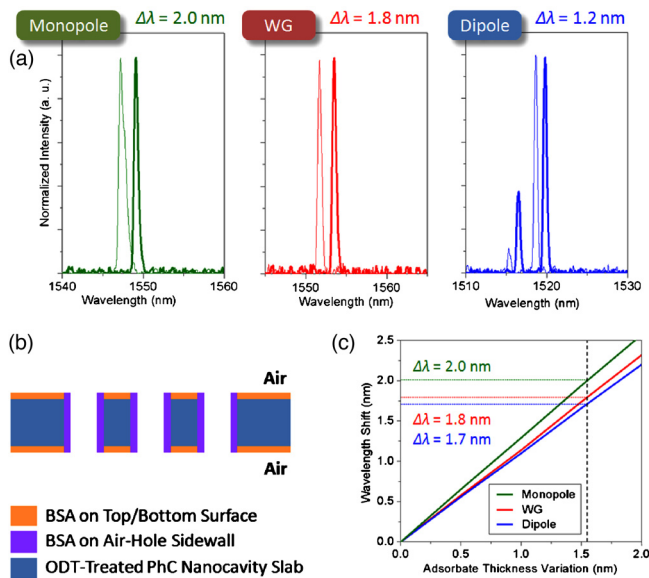 Monopole Δλ = 2.0 nm WG Δλ = 1.8 nm Dipole Δλ = 1.2 nm
(a)
Normalized Intensity (a. u.)
1540 1550 1560
Wavelength (nm)
1550 1560
Wavelength (nm)
1510 1520 1530
Wavelength (nm)
(b)
Air
Air
BSA on Top/Bottom Surface
BSA on Air-Hole Sidewall
ODT-Treated PhC Nanocavity Slab
(c)
Wavelength Shift (nm)
2.5
2.0
1.5
1.0
0.5
0.0
Δλ = 2.0 nm
Δλ = 1.8 nm
Δλ = 1.7 nm
Monopole
WG
Dipole
0.0 0.5 1.0 1.5 2.0
Adsorbate Thickness Variation (nm)